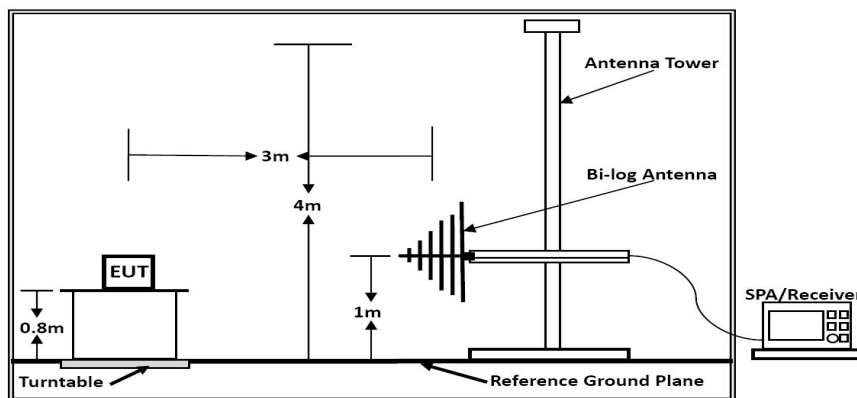 Antenna Tower
3m
Bi-log Antenna
4m
EUT
SPA/Receiver
0.8m
1m
Turntable
Reference Ground Plane